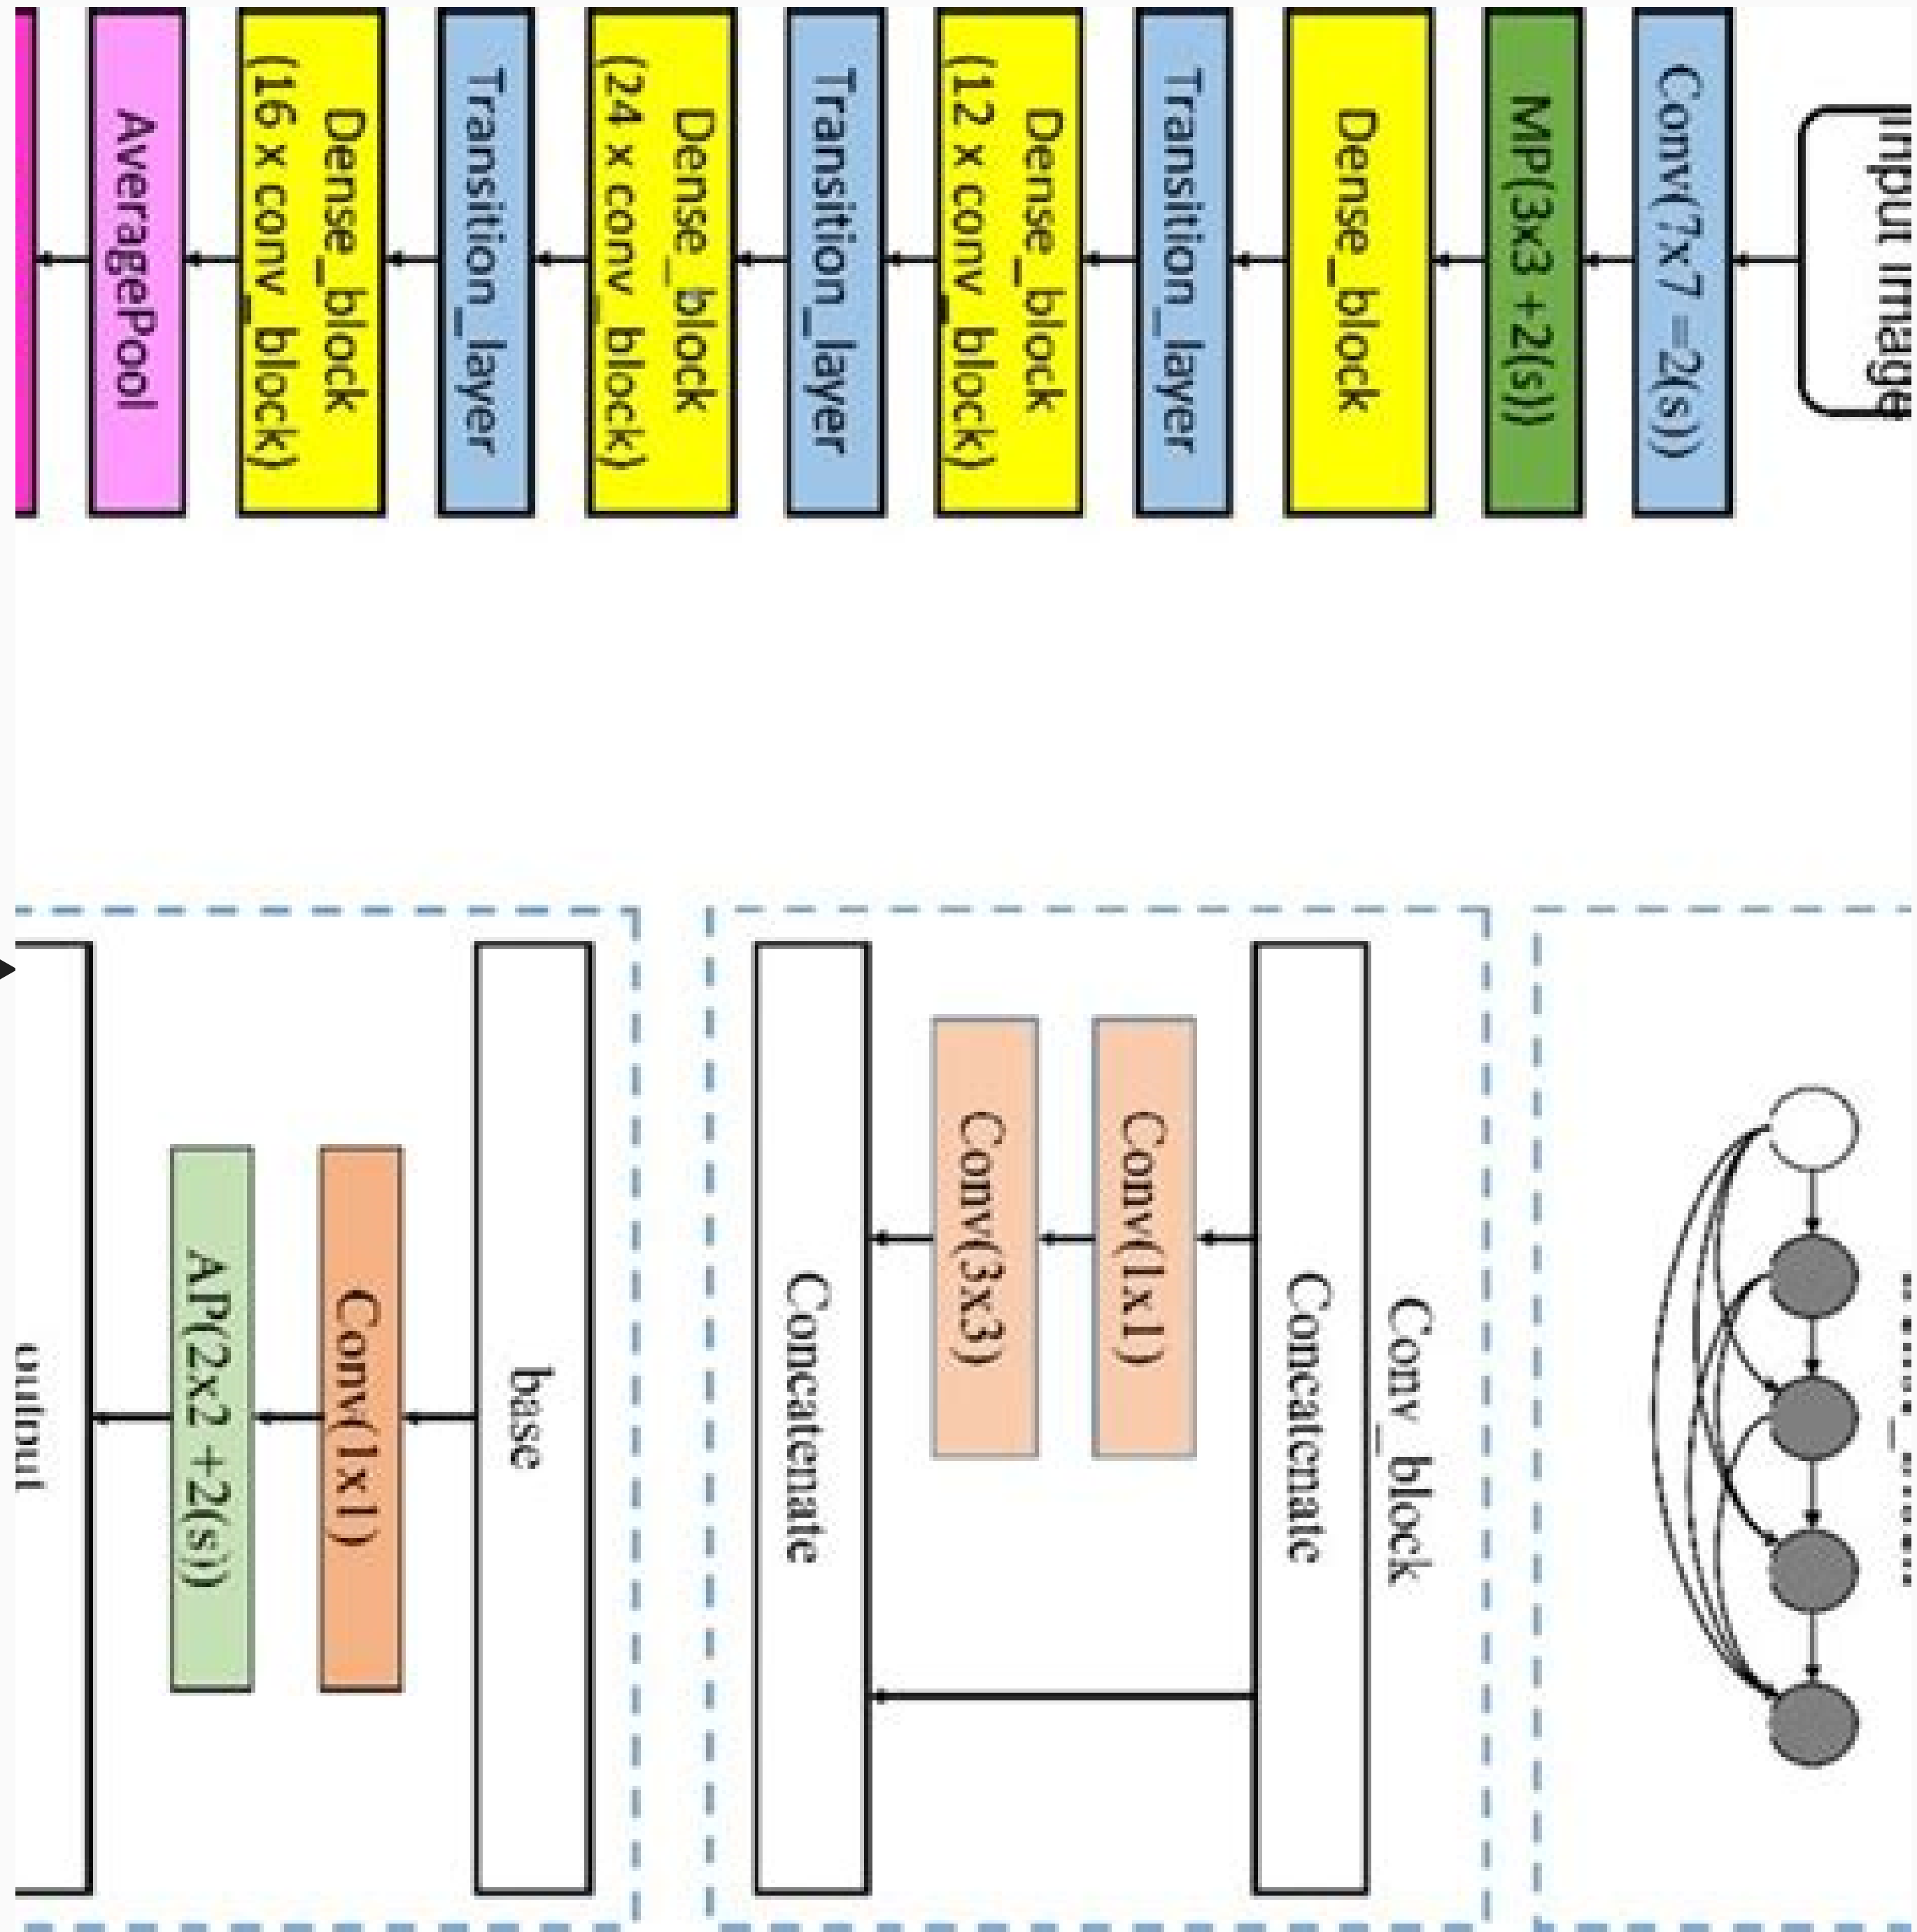 Input image
Conv(7x7 =2(s))
MP(3x3 +2(s))
Dense_block
Transition_layer
Dense_block
(12 x conv_block)
Transition_layer
Dense_block
(24 x conv_block)
Transition_layer
Dense_block
(16 x conv_block)
AveragePool
Conv_block
Concatenate
Conv(1x1)
Conv(3x3)
Concatenate
base
Conv(1x1)
AP(2x2 +2(s))
output